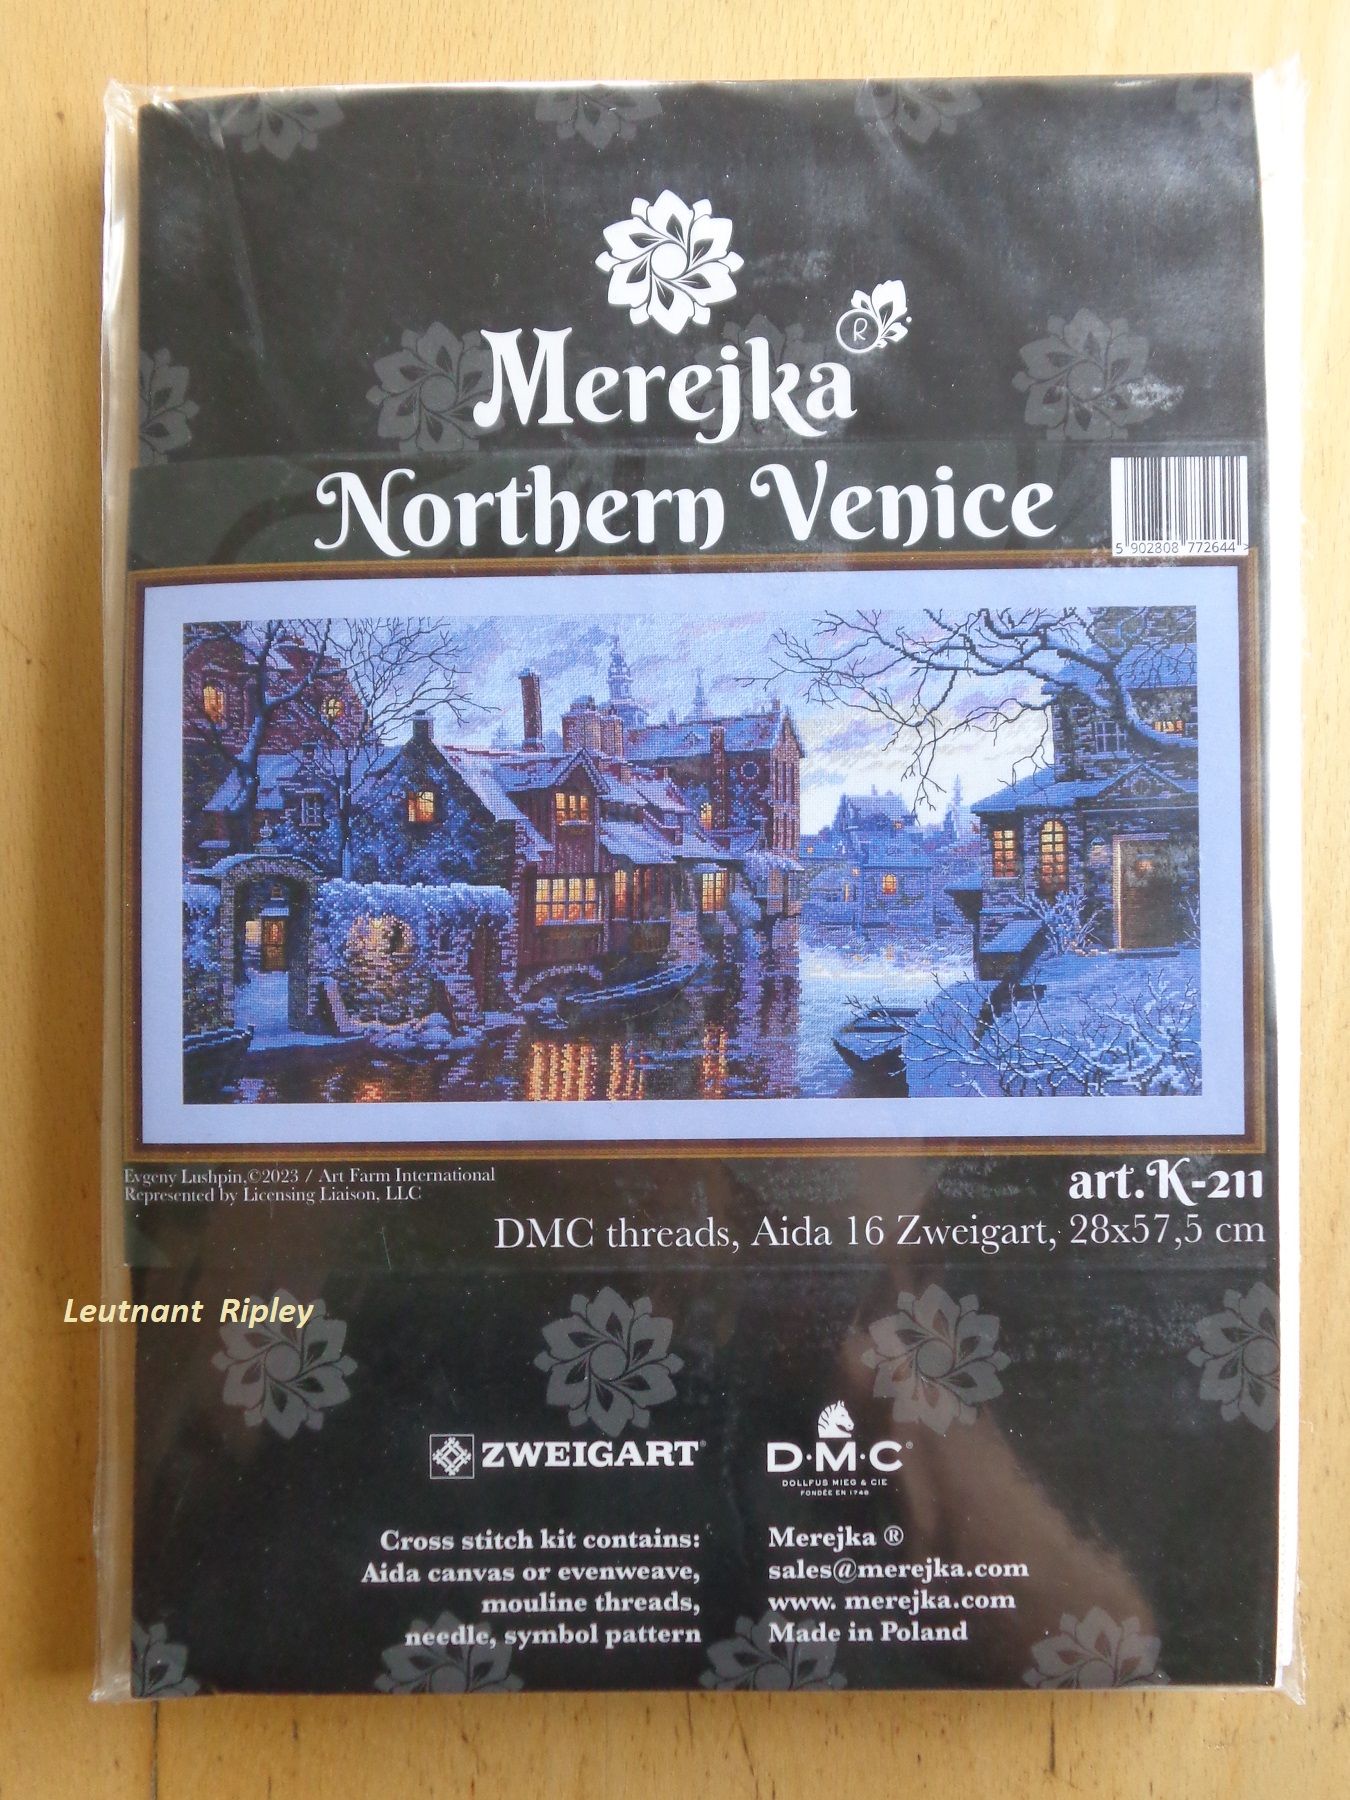 Merejka ®
Northern Venice
5 902808 772644 >
Evgeny Lushpin,©2023 / Art Farm International
Represented by Licensing Liaison, LLC
art.K-211
DMC threads, Aida 16 Zweigart, 28x57,5 cm
Leutnant Ripley
ZWEIGART®
D·M·C®
DOLLFUS MIEG & CIE
FONDÉE EN 1746
Cross stitch kit contains:
Aida canvas or evenweave,
mouline threads,
needle, symbol pattern
Merejka ®
sales@merejka.com
www. merejka.com
Made in Poland